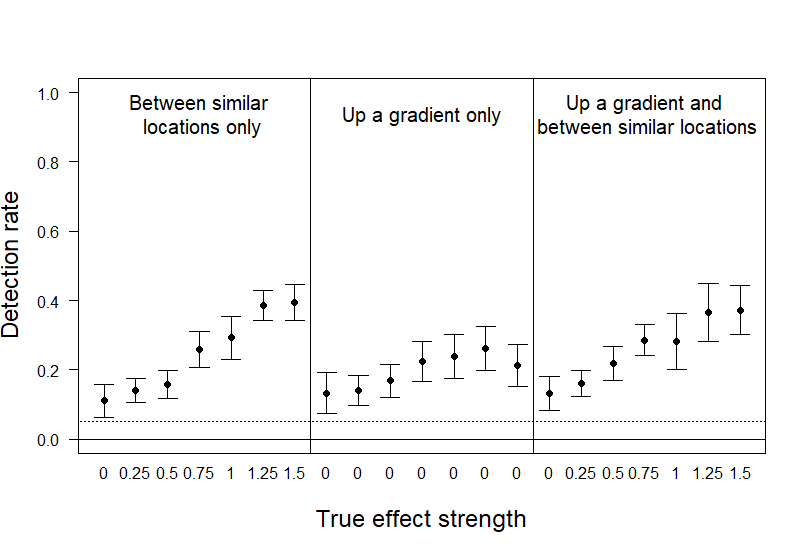 Between similar
locations only
Up a gradient only
Up a gradient and
between similar locations
Detection rate
1.0
0.8
0.6
0.4
0.2
0.0
0 0.25 0.5 0.75 1 1.25 1.5 0 0 0 0 0 0 0 0 0.25 0.5 0.75 1 1.25 1.5
True effect strength